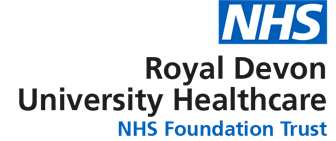 NHS
Royal Devon
University Healthcare
NHS Foundation Trust